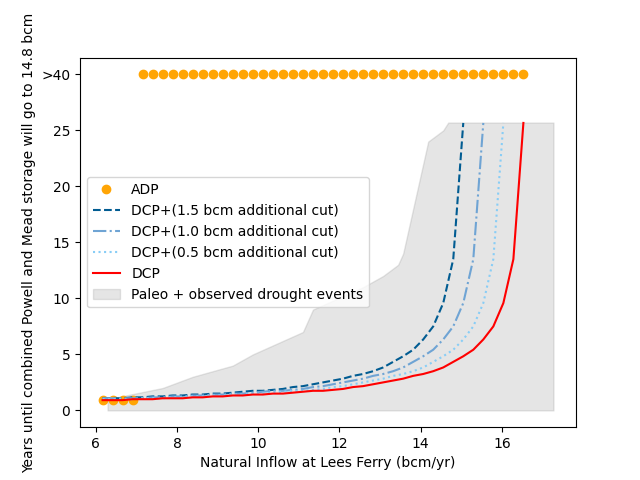 Years until combined Powell and Mead storage will go to 14.8 bcm
>40
25
20
15
10
5
0
ADP
DCP+(1.5 bcm additional cut)
DCP+(1.0 bcm additional cut)
DCP+(0.5 bcm additional cut)
DCP
Paleo + observed drought events
6 8 10 12 14 16
Natural Inflow at Lees Ferry (bcm/yr)